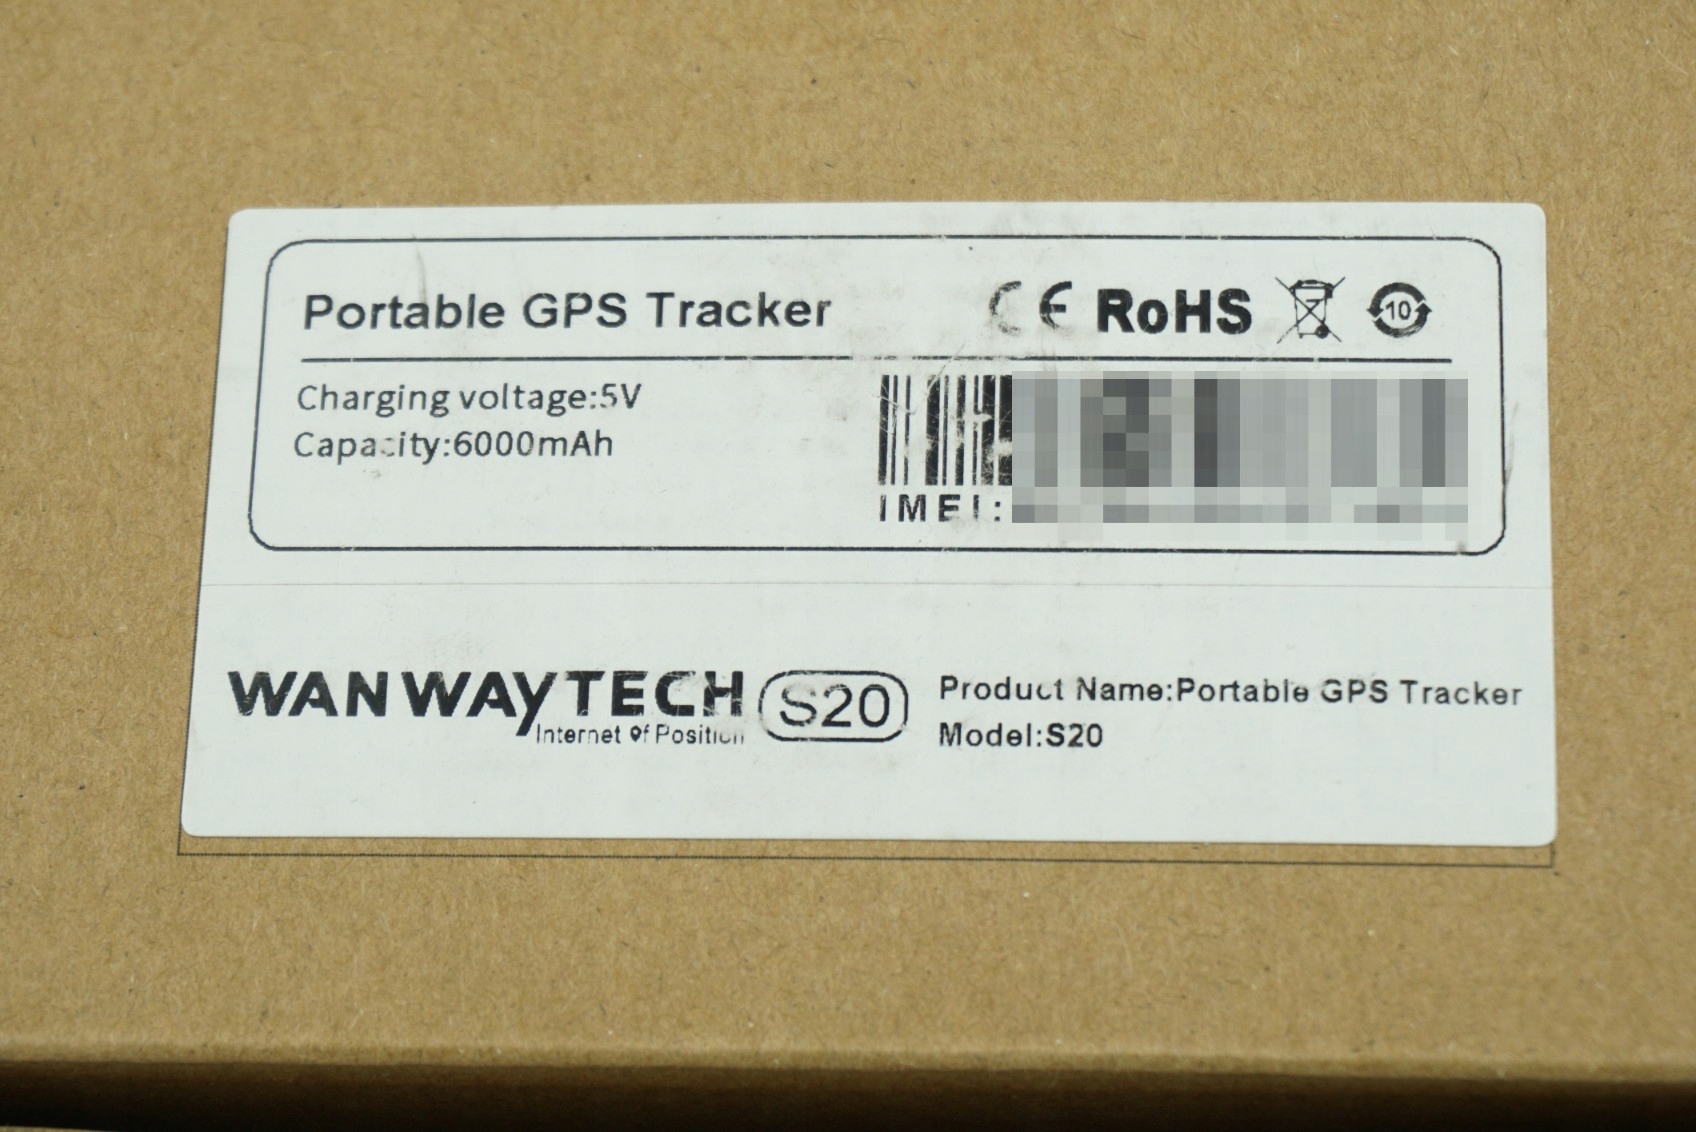 Portable GPS Tracker
CE RoHS
10
Charging voltage:5V
Capacity:6000mAh
IMEI:
WANWAYTECH S20
Internet of Position
Product Name:Portable GPS Tracker
Model:S20